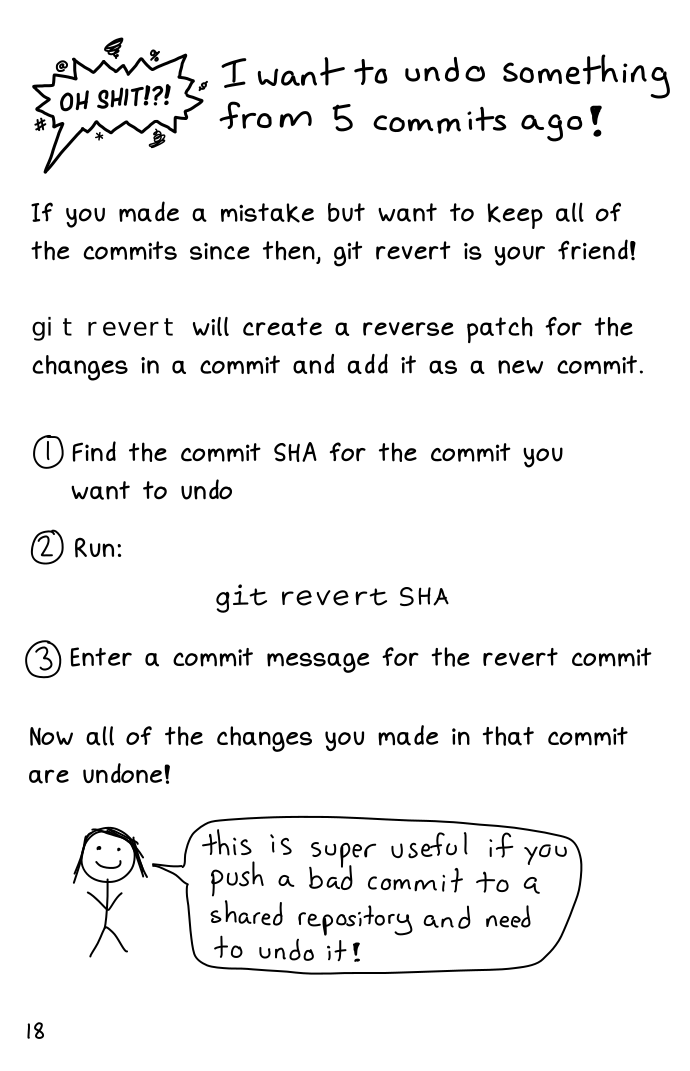 OH SHIT!?!
I want to undo something
from 5 commits ago!
If you made a mistake but want to keep all of
the commits since then, git revert is your friend!
git revert will create a reverse patch for the
changes in a commit and add it as a new commit.
① Find the commit SHA for the commit you
want to undo
② Run:
git revert SHA
③ Enter a commit message for the revert commit
Now all of the changes you made in that commit
are undone!
this is super useful if you
push a bad commit to a
shared repository and need
to undo it!
18